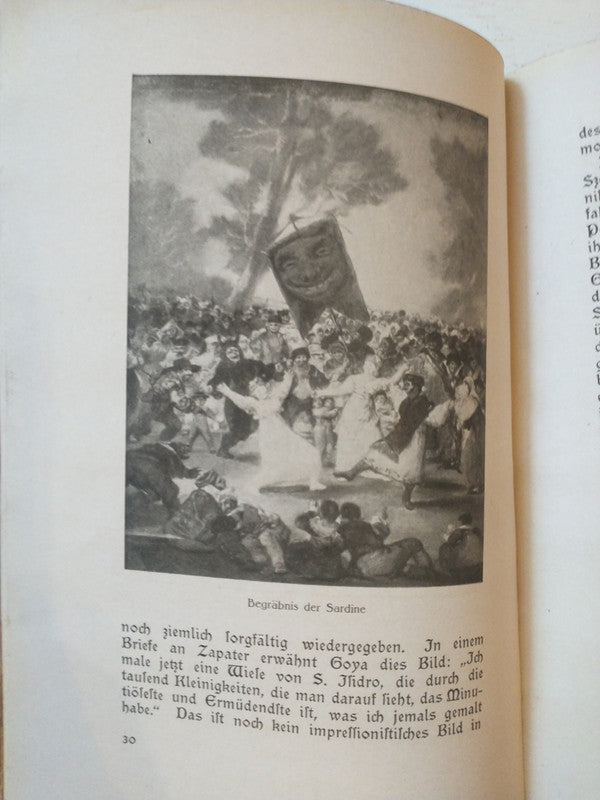 Begräbnis der Sardine
noch ziemlich sorgfältig wiedergegeben. In einem
Briefe an Zapater erwähnt Goya dies Bild: „Ich
male jetzt eine Wiese von S. Isidro, die durch die
tausend Kleinigkeiten, die man darauf sieht, das Minu-
tiöseste und Ermüdendste ist, was ich jemals gemalt
habe.“ Das ist noch kein impressionistisches Bild in
30
des